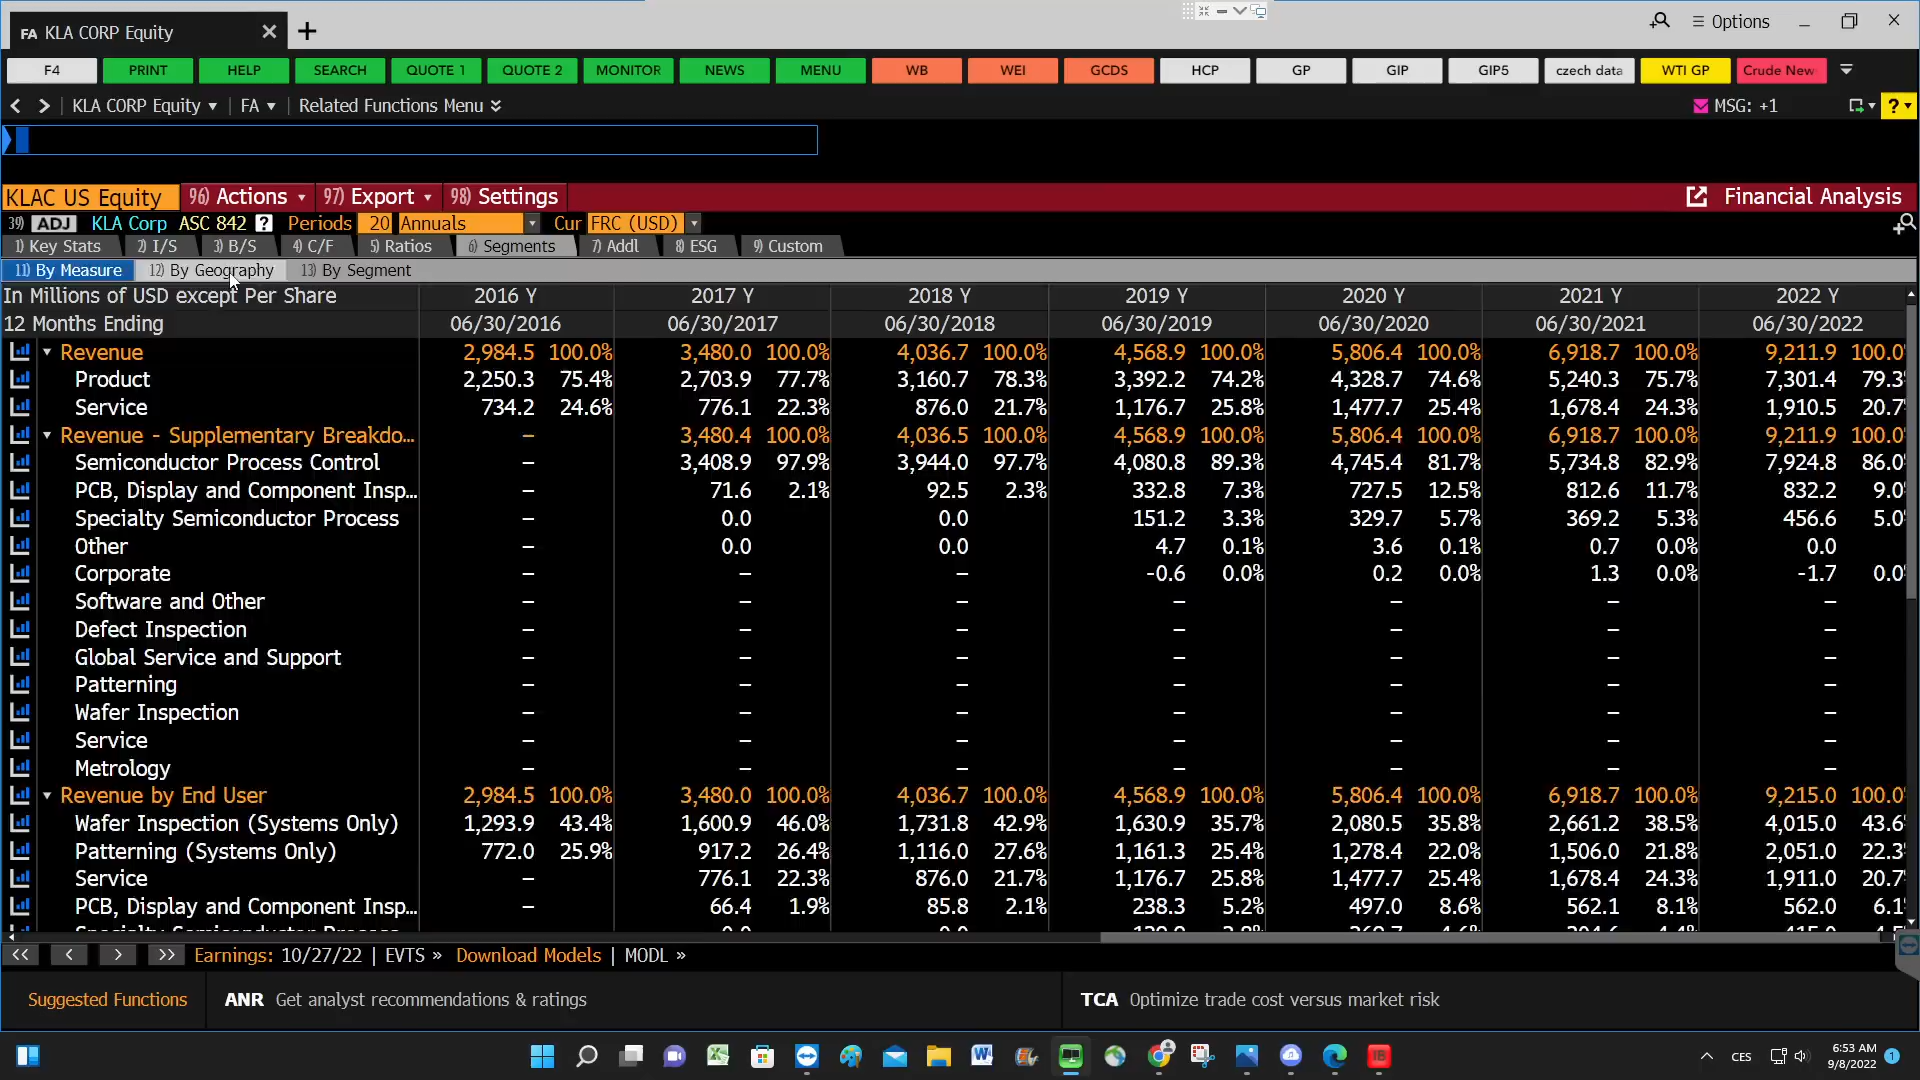 FA KLA CORP Equity
Options
F4 PRINT HELP SEARCH QUOTE 1 QUOTE 2 MONITOR NEWS MENU WB WEI GCDS HCP GP GIP GIP5 czech data WTI GP Crude New
KLA CORP Equity FA Related Functions Menu MSG: +1 ?
KLAC US Equity 96) Actions 97) Export 98) Settings Financial Analysis
39) ADJ KLA Corp ASC 842 ? Periods 20 Annuals Cur FRC (USD)
1) Key Stats 2) I/S 3) B/S 4) C/F 5) Ratios 6) Segments 7) Addl 8) ESG 9) Custom
11) By Measure 12) By Geography 13) By Segment
In Millions of USD except Per Share 2016 Y 2017 Y 2018 Y 2019 Y 2020 Y 2021 Y 2022 Y
12 Months Ending 06/30/2016 06/30/2017 06/30/2018 06/30/2019 06/30/2020 06/30/2021 06/30/2022
Revenue 2,984.5 100.0% 3,480.0 100.0% 4,036.7 100.0% 4,568.9 100.0% 5,806.4 100.0% 6,918.7 100.0% 9,211.9 100.0
Product 2,250.3 75.4% 2,703.9 77.7% 3,160.7 78.3% 3,392.2 74.2% 4,328.7 74.6% 5,240.3 75.7% 7,301.4 79.3
Service 734.2 24.6% 776.1 22.3% 876.0 21.7% 1,176.7 25.8% 1,477.7 25.4% 1,678.4 24.3% 1,910.5 20.7
Revenue - Supplementary Breakdo... – 3,480.4 100.0% 4,036.5 100.0% 4,568.9 100.0% 5,806.4 100.0% 6,918.7 100.0% 9,211.9 100.0
Semiconductor Process Control – 3,408.9 97.9% 3,944.0 97.7% 4,080.8 89.3% 4,745.4 81.7% 5,734.8 82.9% 7,924.8 86.0
PCB, Display and Component Insp... – 71.6 2.1% 92.5 2.3% 332.8 7.3% 727.5 12.5% 812.6 11.7% 832.2 9.0
Specialty Semiconductor Process – 0.0 0.0 151.2 3.3% 329.7 5.7% 369.2 5.3% 456.6 5.0
Other – 0.0 0.0 4.7 0.1% 3.6 0.1% 0.7 0.0% 0.0
Corporate – – – -0.6 0.0% 0.2 0.0% 1.3 0.0% -1.7 0.0
Software and Other – – – – – – –
Defect Inspection – – – – – – –
Global Service and Support – – – – – – –
Patterning – – – – – – –
Wafer Inspection – – – – – – –
Service – – – – – – –
Metrology – – – – – – –
Revenue by End User 2,984.5 100.0% 3,480.0 100.0% 4,036.7 100.0% 4,568.9 100.0% 5,806.4 100.0% 6,918.7 100.0% 9,215.0 100.0
Wafer Inspection (Systems Only) 1,293.9 43.4% 1,600.9 46.0% 1,731.8 42.9% 1,630.9 35.7% 2,080.5 35.8% 2,661.2 38.5% 4,015.0 43.6
Patterning (Systems Only) 772.0 25.9% 917.2 26.4% 1,116.0 27.6% 1,161.3 25.4% 1,278.4 22.0% 1,506.0 21.8% 2,051.0 22.3
Service – 776.1 22.3% 876.0 21.7% 1,176.7 25.8% 1,477.7 25.4% 1,678.4 24.3% 1,911.0 20.7
PCB, Display and Component Insp... – 66.4 1.9% 85.8 2.1% 238.3 5.2% 497.0 8.6% 562.1 8.1% 562.0 6.1
Earnings: 10/27/22 | EVTS » Download Models | MODL »
Suggested Functions ANR Get analyst recommendations & ratings TCA Optimize trade cost versus market risk
CES 6:53 AM
9/8/2022 1